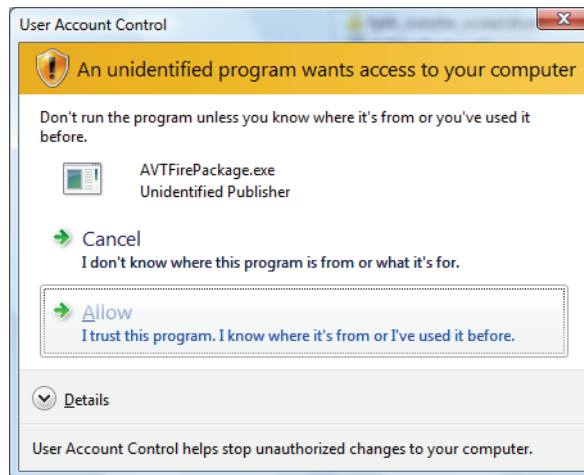 User Account Control
An unidentified program wants access to your computer
Don't run the program unless you know where it's from or you've used it
before.
AVTFirePackage.exe
Unidentified Publisher
Cancel
I don't know where this program is from or what it's for.
Allow
I trust this program. I know where it's from or I've used it before.
Details
User Account Control helps stop unauthorized changes to your computer.